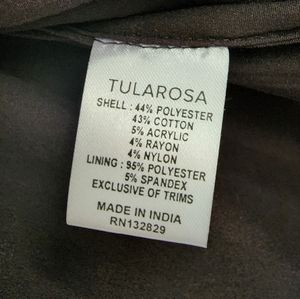 TULAROSA
SHELL : 44% POLYESTER
43% COTTON
5% ACRYLIC
4% RAYON
4% NYLON
LINING : 95% POLYESTER
5% SPANDEX
EXCLUSIVE OF TRIMS
MADE IN INDIA
RN132829